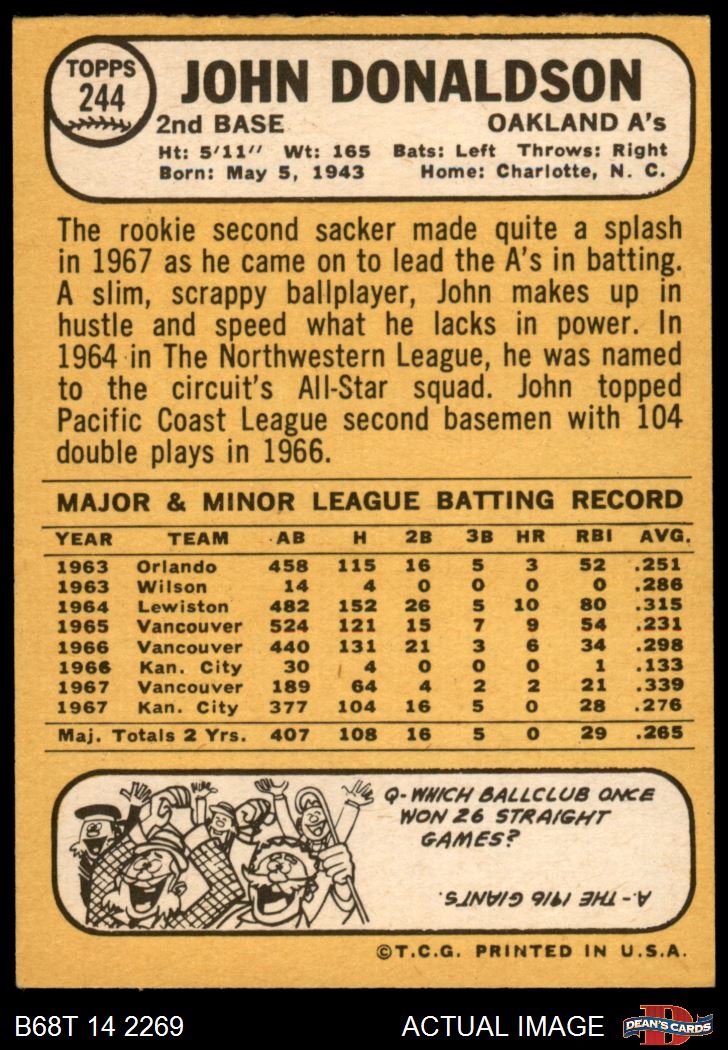 TOPPS
244
JOHN DONALDSON
2nd BASE OAKLAND A's
Ht: 5'11" Wt: 165 Bats: Left Throws: Right
Born: May 5, 1943 Home: Charlotte, N. C.
The rookie second sacker made quite a splash
in 1967 as he came on to lead the A's in batting.
A slim, scrappy ballplayer, John makes up in
hustle and speed what he lacks in power. In
1964 in The Northwestern League, he was named
to the circuit's All-Star squad. John topped
Pacific Coast League second basemen with 104
double plays in 1966.
MAJOR & MINOR LEAGUE BATTING RECORD
YEAR TEAM AB H 2B 3B HR RBI AVG.
1963 Orlando 458 115 16 5 3 52 .251
1963 Wilson 14 4 0 0 0 0 .286
1964 Lewiston 482 152 26 5 10 80 .315
1965 Vancouver 524 121 15 7 9 54 .231
1966 Vancouver 440 131 21 3 6 34 .298
1966 Kan. City 30 4 0 0 0 1 .133
1967 Vancouver 189 64 4 2 2 21 .339
1967 Kan. City 377 104 16 5 0 28 .276
Maj. Totals 2 Yrs. 407 108 16 5 0 29 .265
Q-WHICH BALLCLUB ONCE
WON 26 STRAIGHT
GAMES?
A.-THE 1916 GIANTS.
©T.C.G. PRINTED IN U.S.A.
B68T 14 2269 ACTUAL IMAGE
D
DEAN'S CARDS